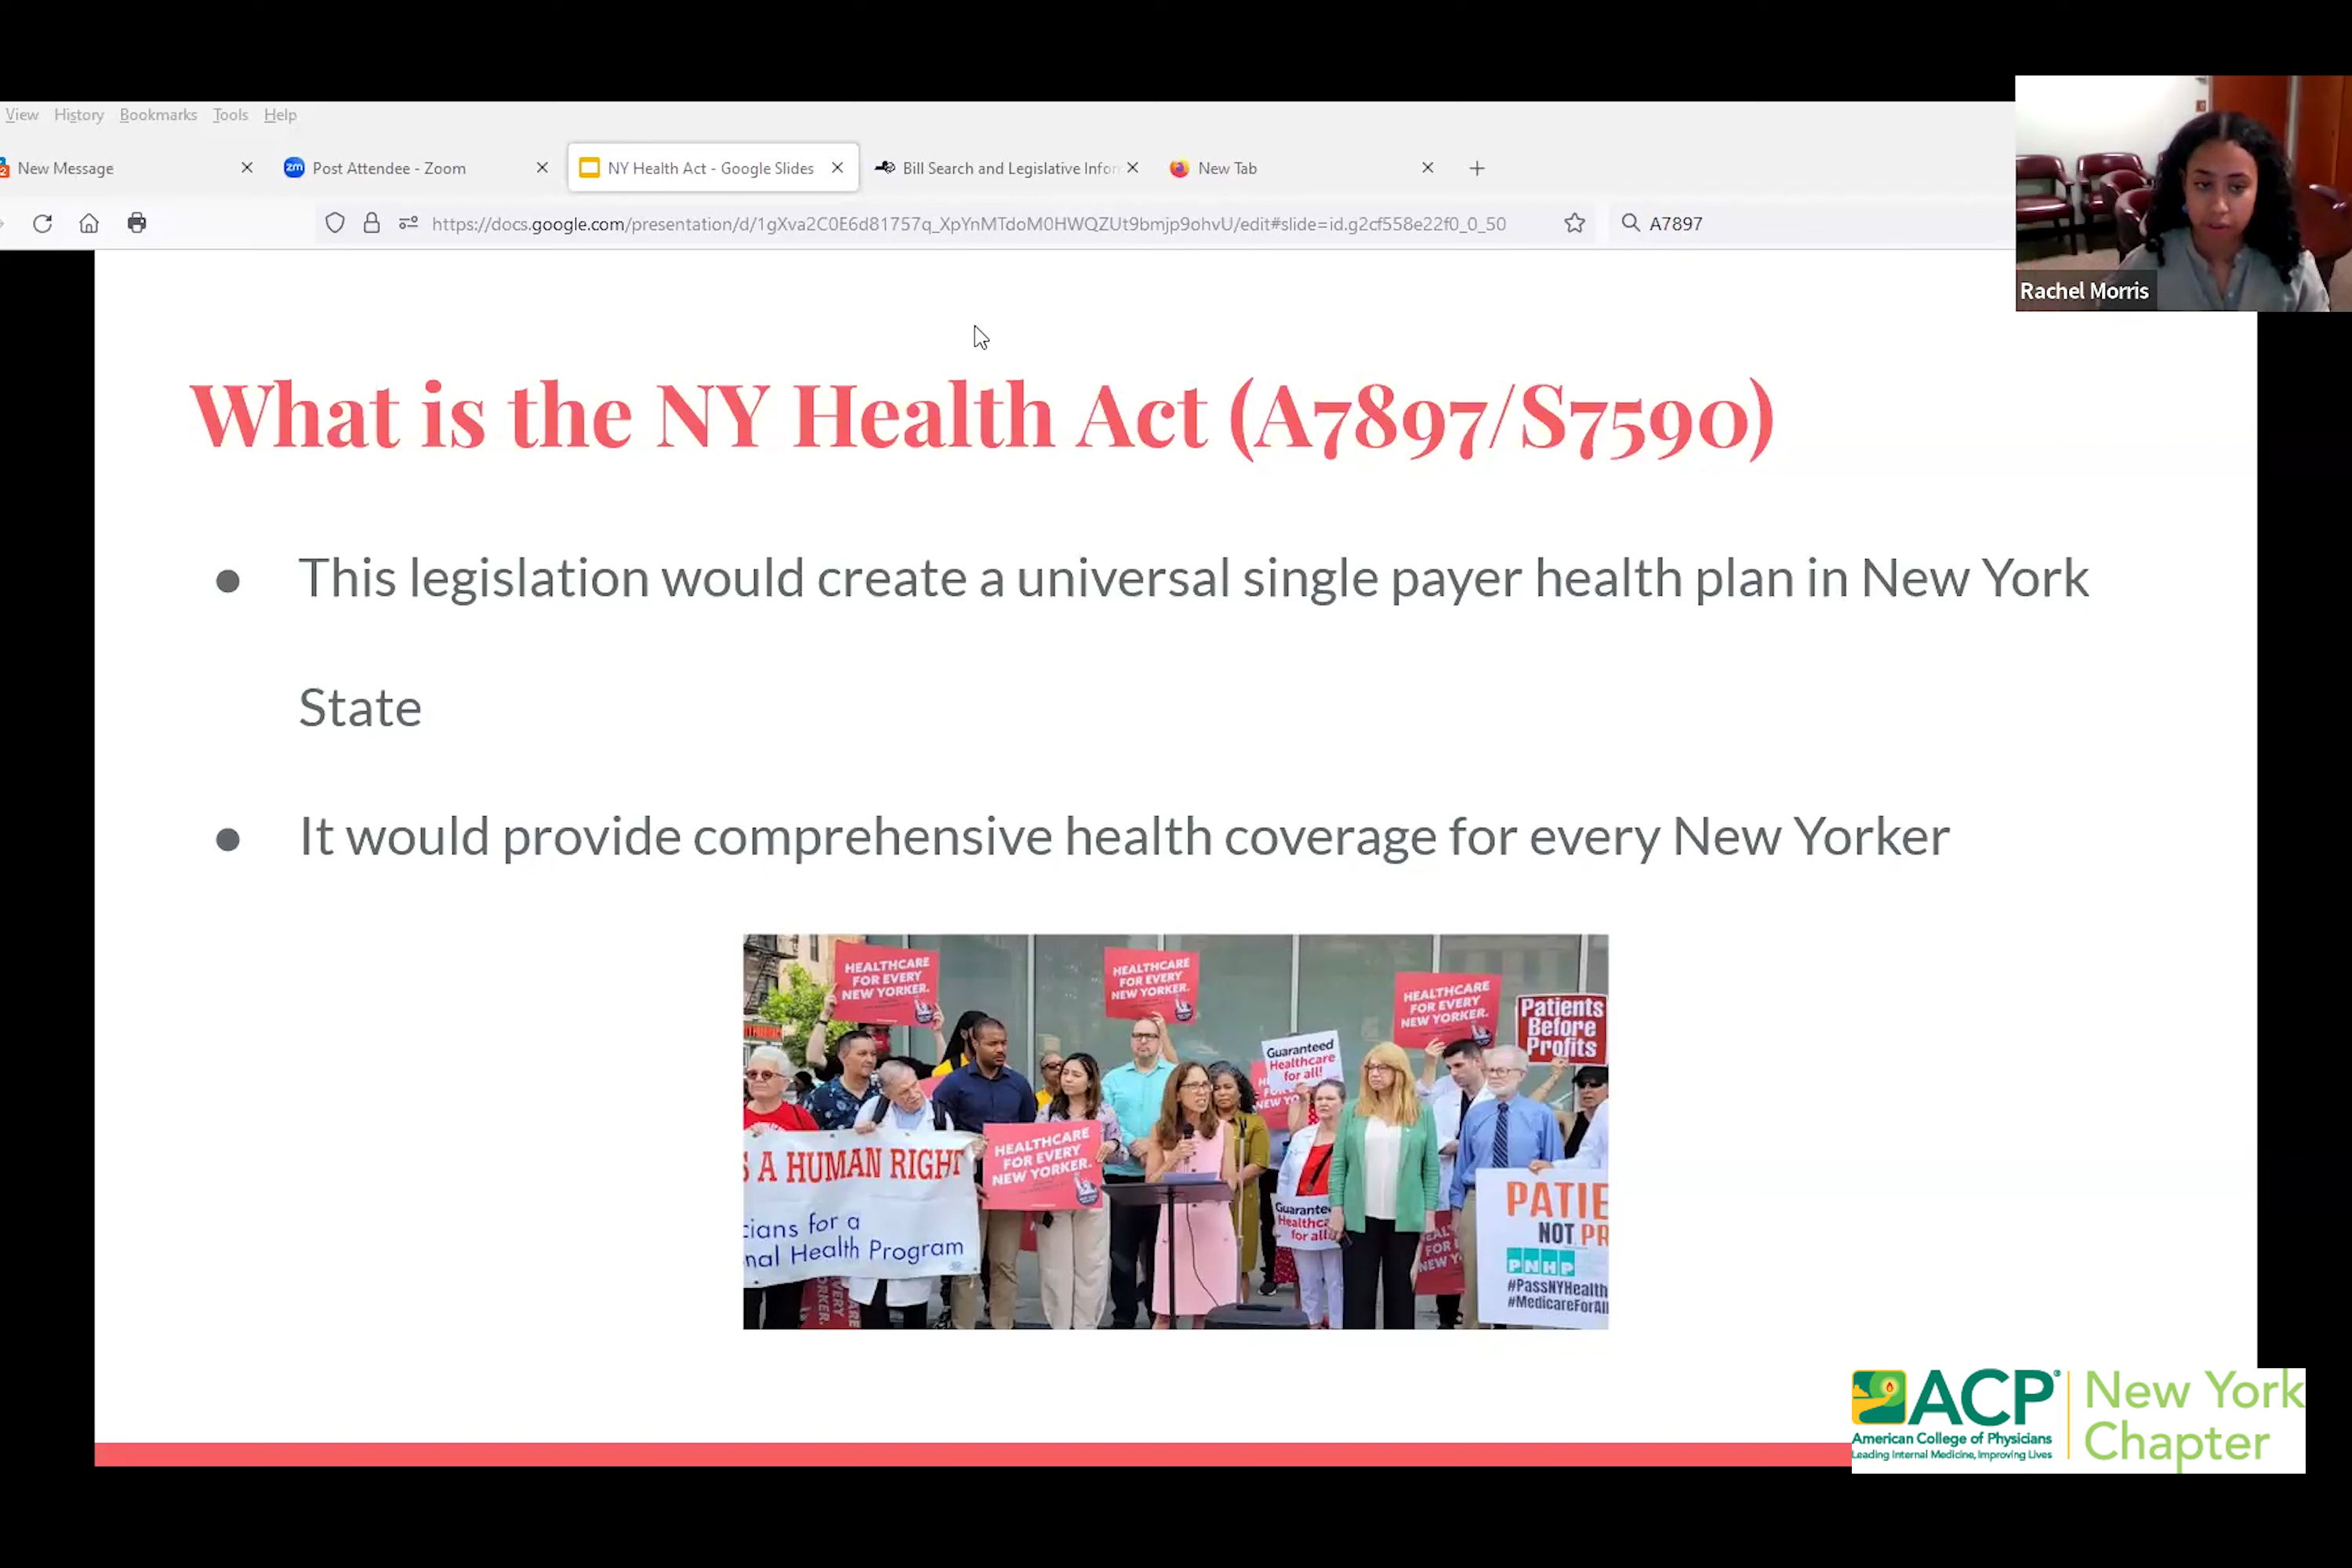 View History Bookmarks Tools Help
New Message
Post Attendee - Zoom
NY Health Act - Google Slides
Bill Search and Legislative Infor
New Tab
https://docs.google.com/presentation/d/1gXva2C0E6d81757q_XpYnMTdoM0HWQZUt9bmjp9ohvU/edit#slide=id.g2cf558e22f0_0_50
A7897
Rachel Morris
What is the NY Health Act (A7897/S7590)
● This legislation would create a universal single payer health plan in New York
State
● It would provide comprehensive health coverage for every New Yorker
HEALTHCARE
FOR EVERY
NEW YORKER.
HEALTHCARE
FOR EVERY
NEW YORKER.
HEALTHCARE
FOR EVERY
NEW YORKER.
Patients
Before
Profits
Guaranteed
Healthcare
for all!
S A HUMAN RIGHT
cians for a
nal Health Program
HEALTHCARE
FOR EVERY
NEW YORKER.
Guarantee
Healthca
for all!
PATIE
NOT PR
PNHP
#PassNYHealth
#MedicareForAll
ACP
American College of Physicians
Leading Internal Medicine, Improving Lives
New York
Chapter